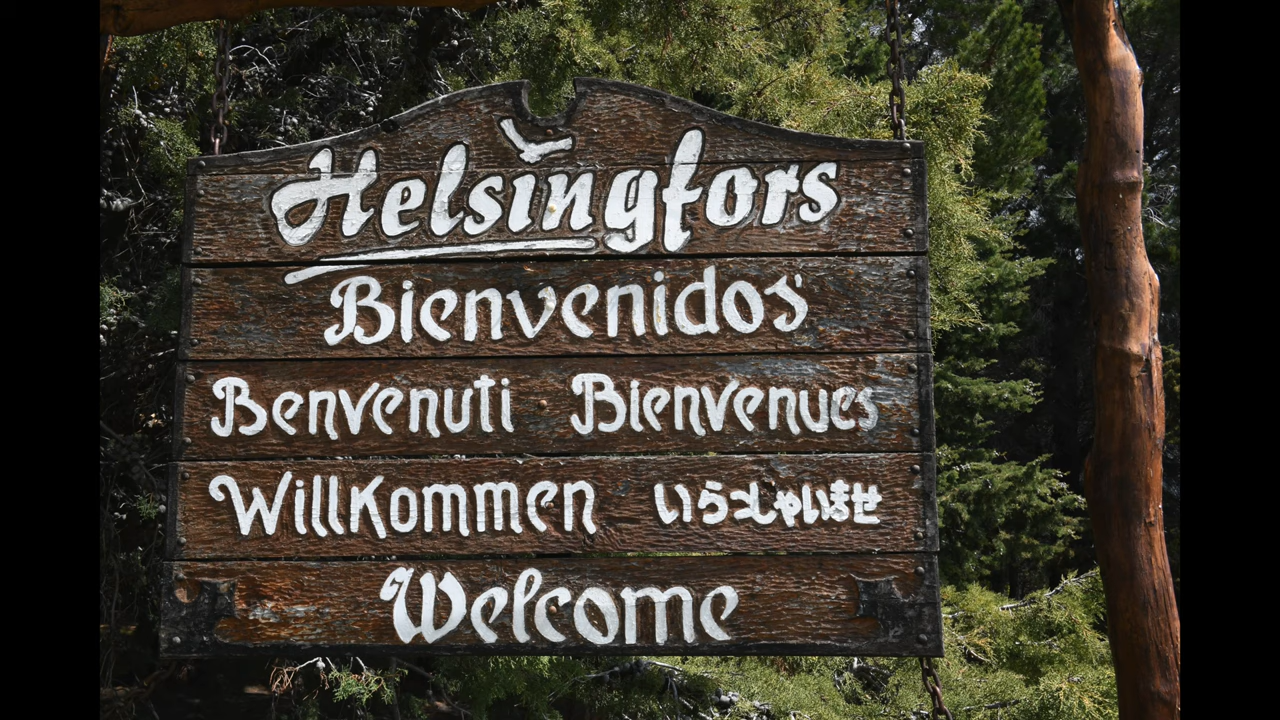 Helsingfors
Bienvenidos
Benvenuti Bienvenues
Willkommen いらっしゃいませ
Welcome